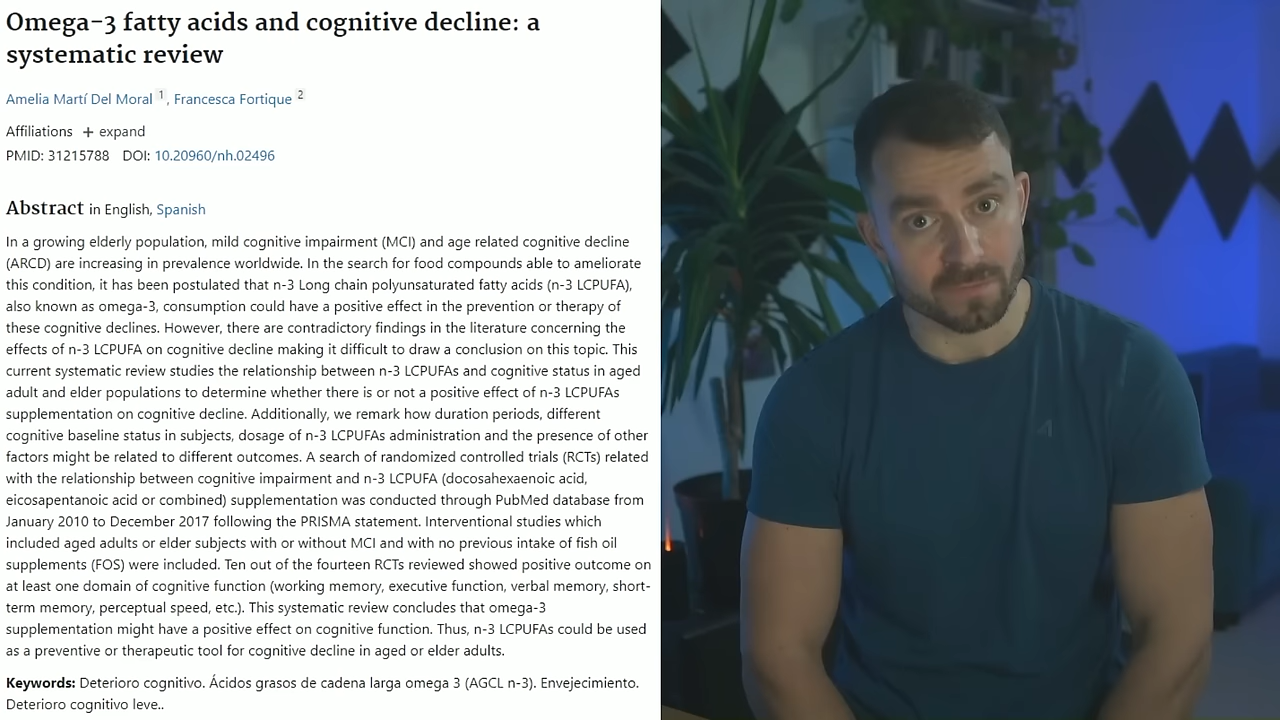 Omega-3 fatty acids and cognitive decline: a
systematic review
Amelia Martí Del Moral 1, Francesca Fortique 2
Affiliations + expand
PMID: 31215788 DOI: 10.20960/nh.02496
Abstract in English, Spanish
In a growing elderly population, mild cognitive impairment (MCI) and age related cognitive decline
(ARCD) are increasing in prevalence worldwide. In the search for food compounds able to ameliorate
this condition, it has been postulated that n-3 Long chain polyunsaturated fatty acids (n-3 LCPUFA),
also known as omega-3, consumption could have a positive effect in the prevention or therapy of
these cognitive declines. However, there are contradictory findings in the literature concerning the
effects of n-3 LCPUFA on cognitive decline making it difficult to draw a conclusion on this topic. This
current systematic review studies the relationship between n-3 LCPUFAs and cognitive status in aged
adult and elder populations to determine whether there is or not a positive effect of n-3 LCPUFAs
supplementation on cognitive decline. Additionally, we remark how duration periods, different
cognitive baseline status in subjects, dosage of n-3 LCPUFAs administration and the presence of other
factors might be related to different outcomes. A search of randomized controlled trials (RCTs) related
with the relationship between cognitive impairment and n-3 LCPUFA (docosahexaenoic acid,
eicosapentanoic acid or combined) supplementation was conducted through PubMed database from
January 2010 to December 2017 following the PRISMA statement. Interventional studies which
included aged adults or elder subjects with or without MCI and with no previous intake of fish oil
supplements (FOS) were included. Ten out of the fourteen RCTs reviewed showed positive outcome on
at least one domain of cognitive function (working memory, executive function, verbal memory, short-
term memory, perceptual speed, etc.). This systematic review concludes that omega-3
supplementation might have a positive effect on cognitive function. Thus, n-3 LCPUFAs could be used
as a preventive or therapeutic tool for cognitive decline in aged or elder adults.
Keywords: Deterioro cognitivo. Ácidos grasos de cadena larga omega 3 (AGCL n-3). Envejecimiento.
Deterioro cognitivo leve..